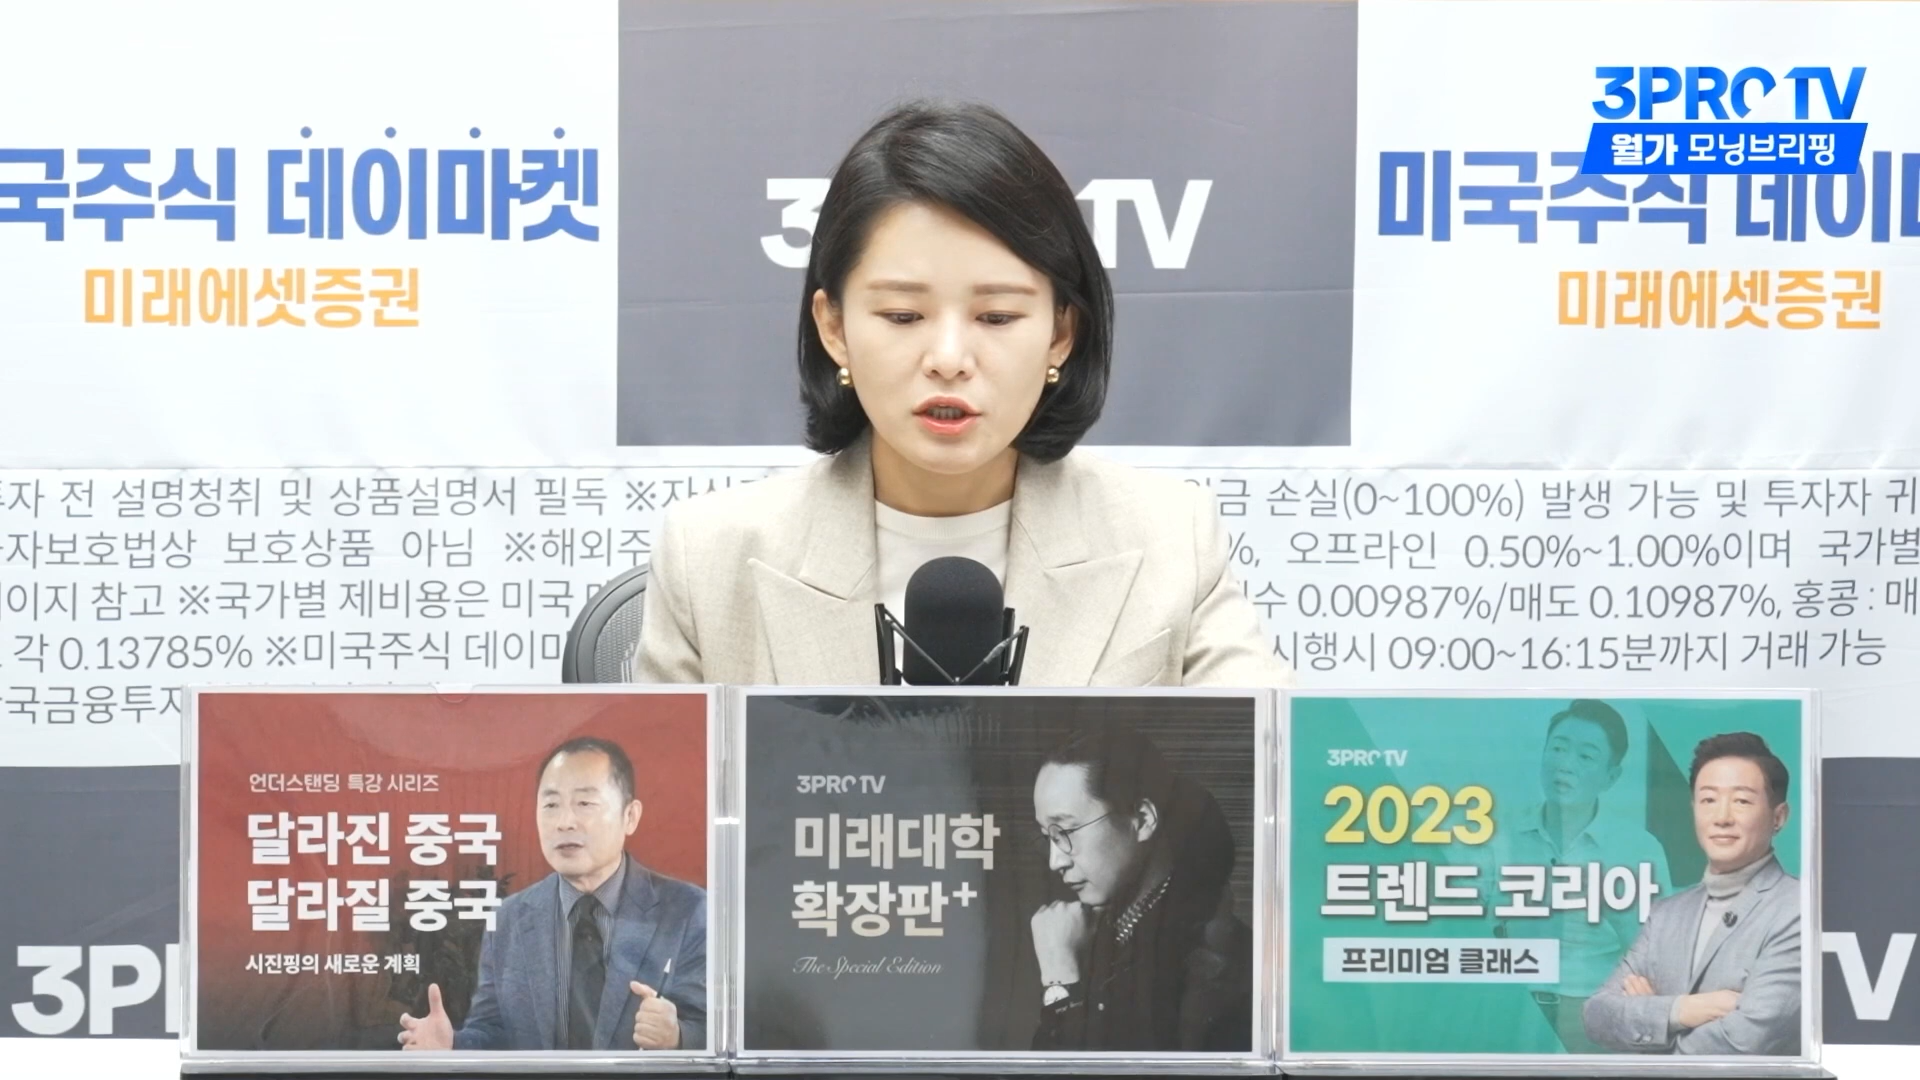 3PRO TV
월가 모닝브리핑
국주식 데이마켓
미래에셋증권
3 TV
미국주식 데이
미래에셋증권
투자 전 설명청취 및 상품설명서 필독 ※자
자보호법상 보호상품 아님 ※해외주
이지 참고 ※국가별 제비용은 미국
각 0.13785% ※미국주식 데이마
국금융투자
금 손실(0~100%) 발생 가능 및 투자자 귀
%, 오프라인 0.50%~1.00%이며 국가별
수 0.00987%/매도 0.10987%, 홍콩 : 매
시행시 09:00~16:15분까지 거래 가능
3P
TV
언더스탠딩 특강 시리즈
달라진 중국
달라질 중국
시진핑의 새로운 계획
3PRO TV
미래대학
확장판+
The Special Edition
3PRO TV
2023
트렌드 코리아
프리미엄 클래스